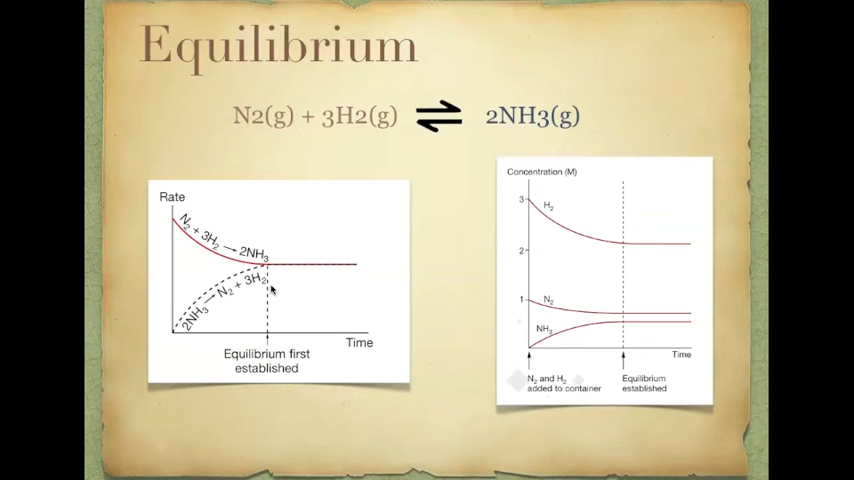 Equilibrium
N2(g) + 3H2(g) ⇌ 2NH3(g)
Rate
N₂ + 3H₂ → 2NH₃
2NH₃ → N₂ + 3H₂
Time
Equilibrium first
established
Concentration (M)
3
H₂
2
1
N₂
NH₃
Time
N₂ and H₂
added to container
Equilibrium
established